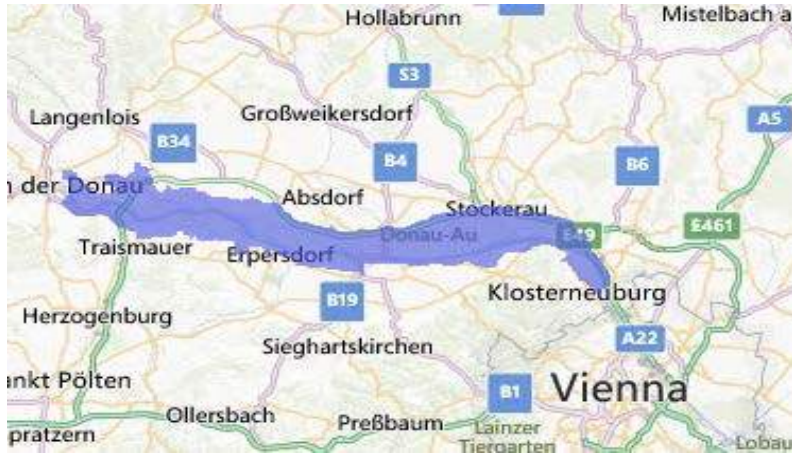 Hollabrunn
Mistelbach a
S3
A5
Langenlois
Großweikersdorf
B34
B4
B6
n der Donau
Absdorf
Stockerau
Donau-Au
E461
Traismauer
Erpersdorf
Klosterneuburg
B19
Herzogenburg
A22
Sieghartskirchen
ankt Pölten
B1
Vienna
Ollersbach
Preßbaum
Lainzer
Tiergarten
pratzern
Lobau